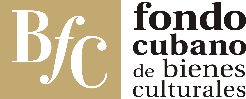 BfC
fondo
cubano
de bienes
culturales